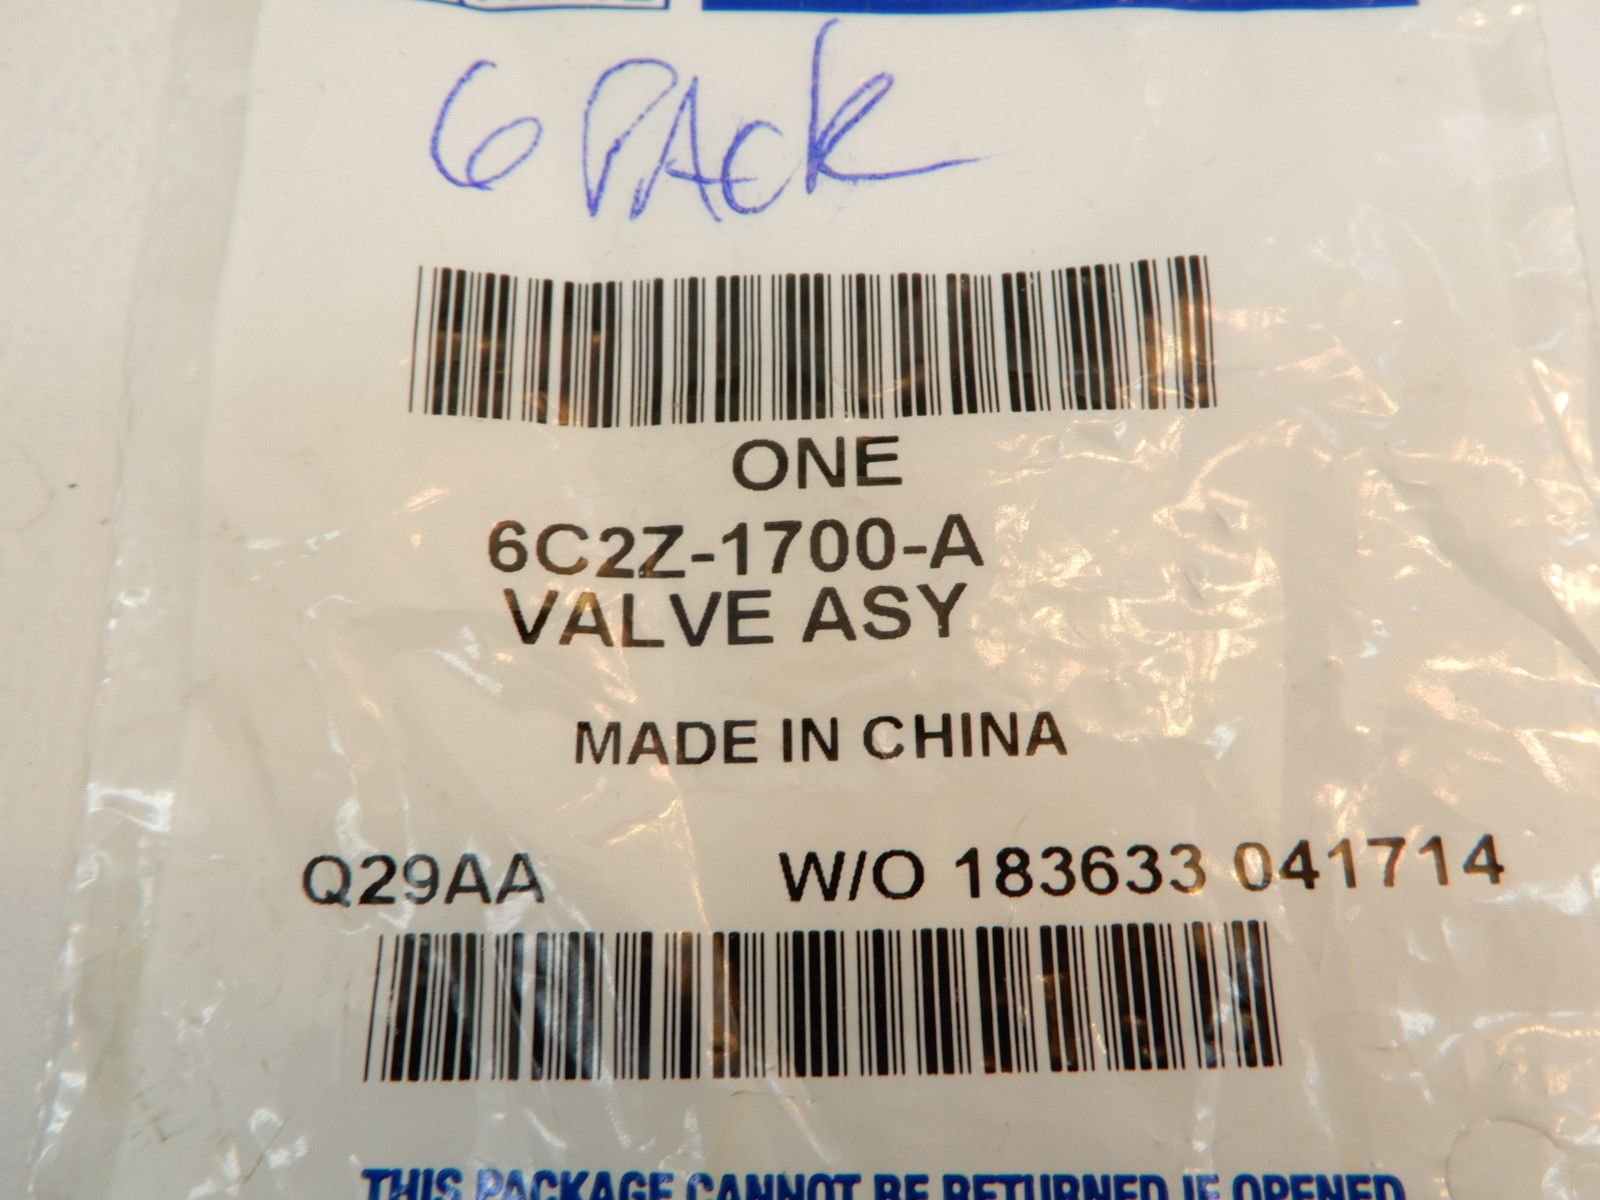 6 PACK
ONE
6C2Z-1700-A
VALVE ASY
MADE IN CHINA
Q29AA W/O 183633 041714
THIS PACKAGE CANNOT BE RETURNED IF OPENED